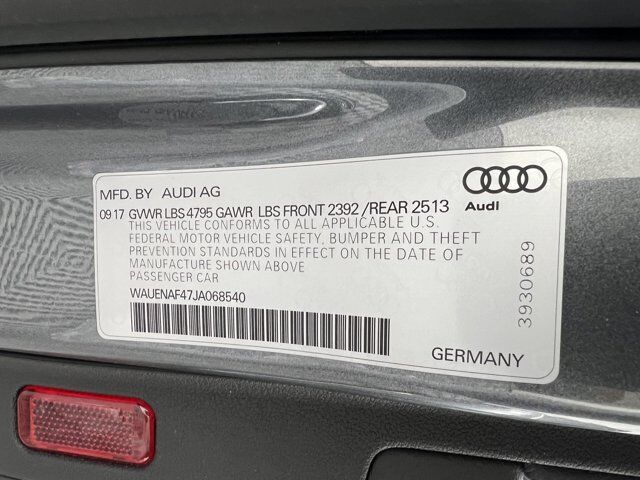 MFD. BY AUDI AG
09 17 GVWR LBS 4795 GAWR LBS FRONT 2392 /REAR 2513
THIS VEHICLE CONFORMS TO ALL APPLICABLE U.S.
FEDERAL MOTOR VEHICLE SAFETY, BUMPER AND THEFT
PREVENTION STANDARDS IN EFFECT ON THE DATE OF
MANUFACTURE SHOWN ABOVE
PASSENGER CAR
WAUENAF47JA068540
Audi
3930689
GERMANY